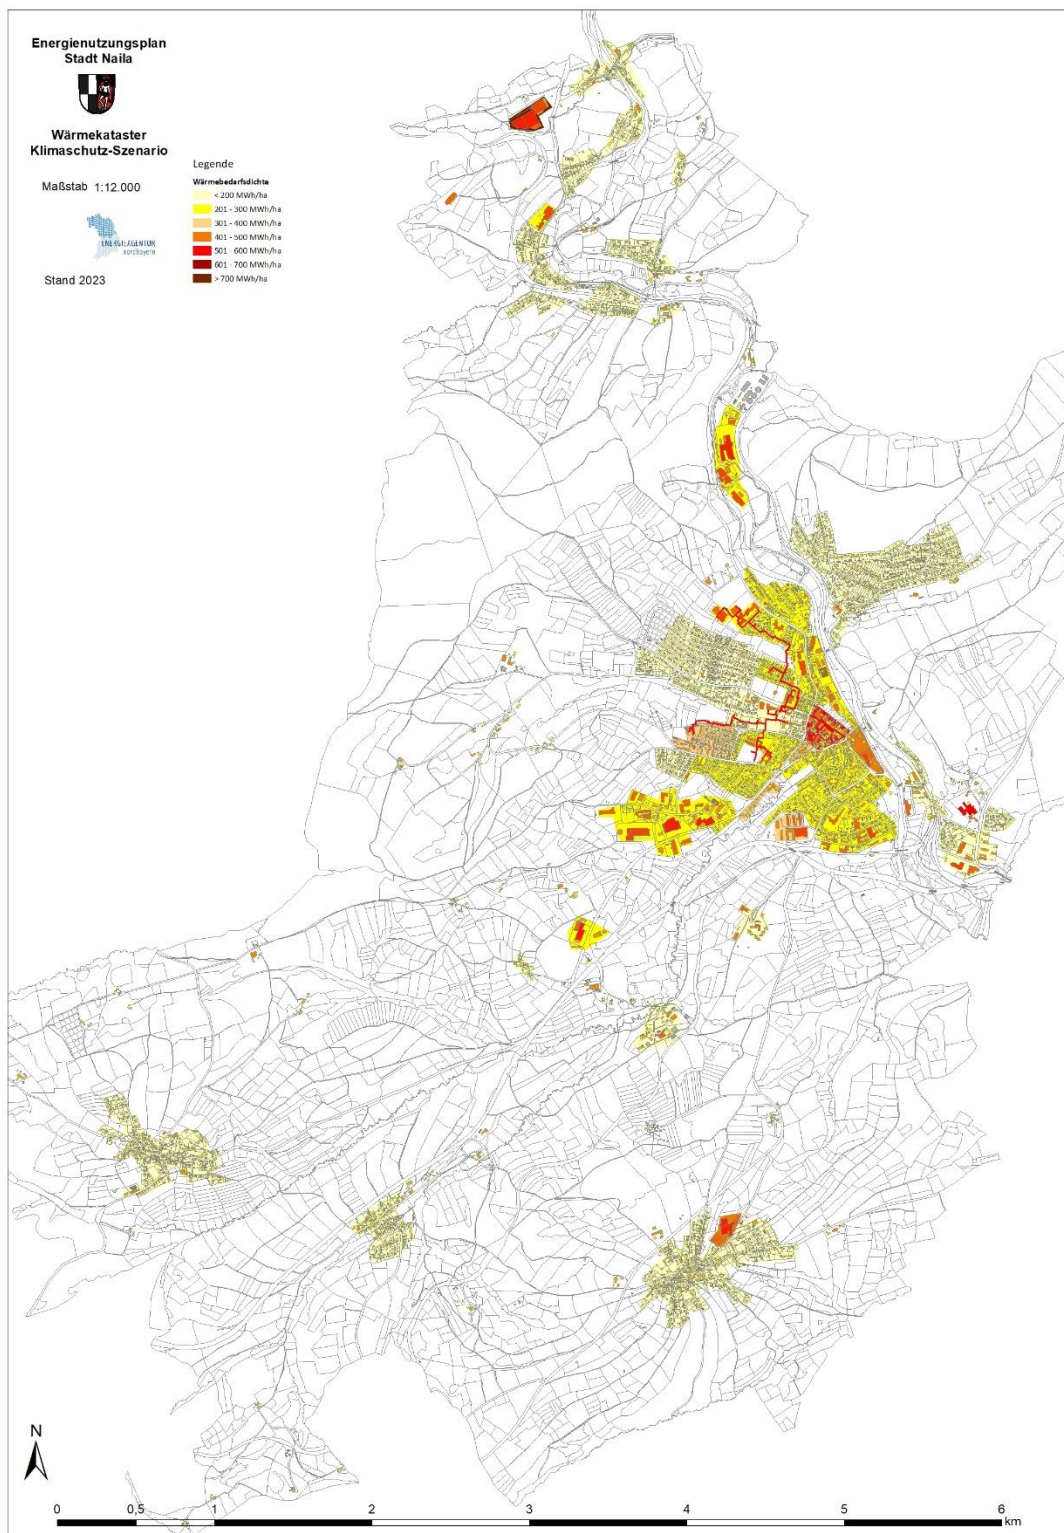 Energienutzungsplan
Stadt Naila
Wärmekataster
Klimaschutz-Szenario
Maßstab 1:12.000
ENERGIEAGENTUR
nordbayern
Stand 2023
Legende
Wärmebedarfsdichte
< 200 MWh/ha
201 - 300 MWh/ha
301 - 400 MWh/ha
401 - 500 MWh/ha
501 - 600 MWh/ha
601 - 700 MWh/ha
> 700 MWh/ha
N
0 0,5 1 2 3 4 5 6
km